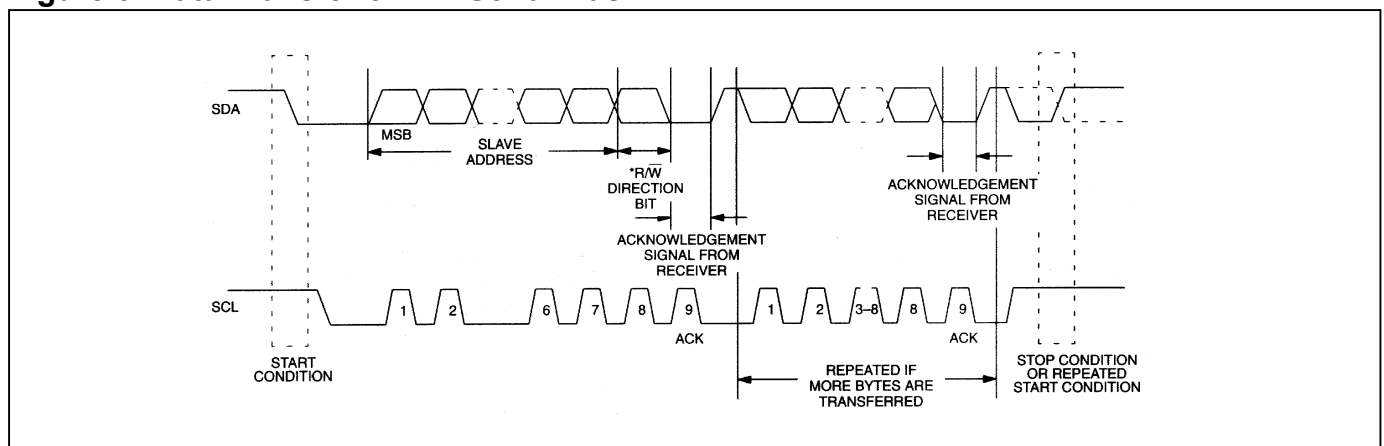 SDA
MSB
SLAVE
ADDRESS
*R/W̅
DIRECTION
BIT
ACKNOWLEDGEMENT
SIGNAL FROM
RECEIVER
ACKNOWLEDGEMENT
SIGNAL FROM
RECEIVER
SCL
1 2 6 7 8 9 1 2 3–8 8 9
ACK
ACK
START
CONDITION
REPEATED IF
MORE BYTES ARE
TRANSFERRED
STOP CONDITION
OR REPEATED
START CONDITION